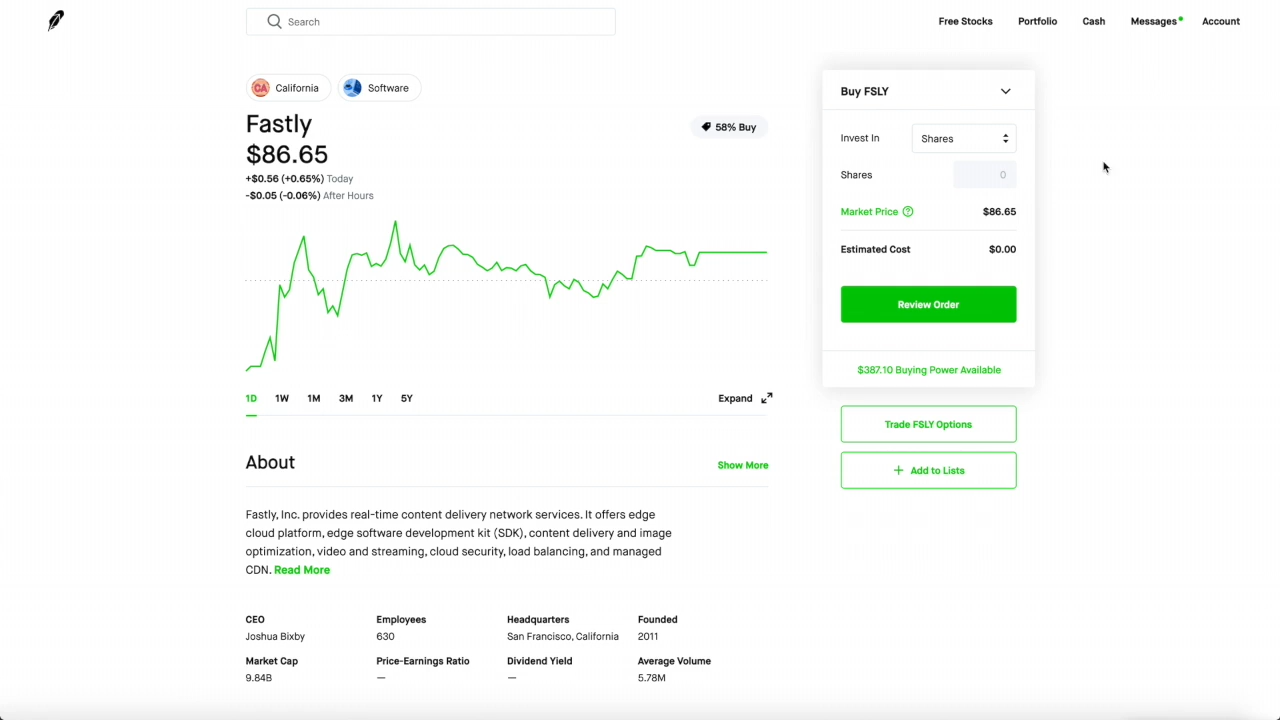 Search
Free Stocks Portfolio Cash Messages Account
CA California Software
Fastly
58% Buy
$86.65
+$0.56 (+0.65%) Today
-$0.05 (-0.06%) After Hours
1D 1W 1M 3M 1Y 5Y Expand
About
Show More
Fastly, Inc. provides real-time content delivery network services. It offers edge
cloud platform, edge software development kit (SDK), content delivery and image
optimization, video and streaming, cloud security, load balancing, and managed
CDN. Read More
CEO Employees Headquarters Founded
Joshua Bixby 630 San Francisco, California 2011
Market Cap Price-Earnings Ratio Dividend Yield Average Volume
9.84B — — 5.78M
Buy FSLY
Invest In Shares
Shares 0
Market Price ? $86.65
Estimated Cost $0.00
Review Order
$387.10 Buying Power Available
Trade FSLY Options
+ Add to Lists